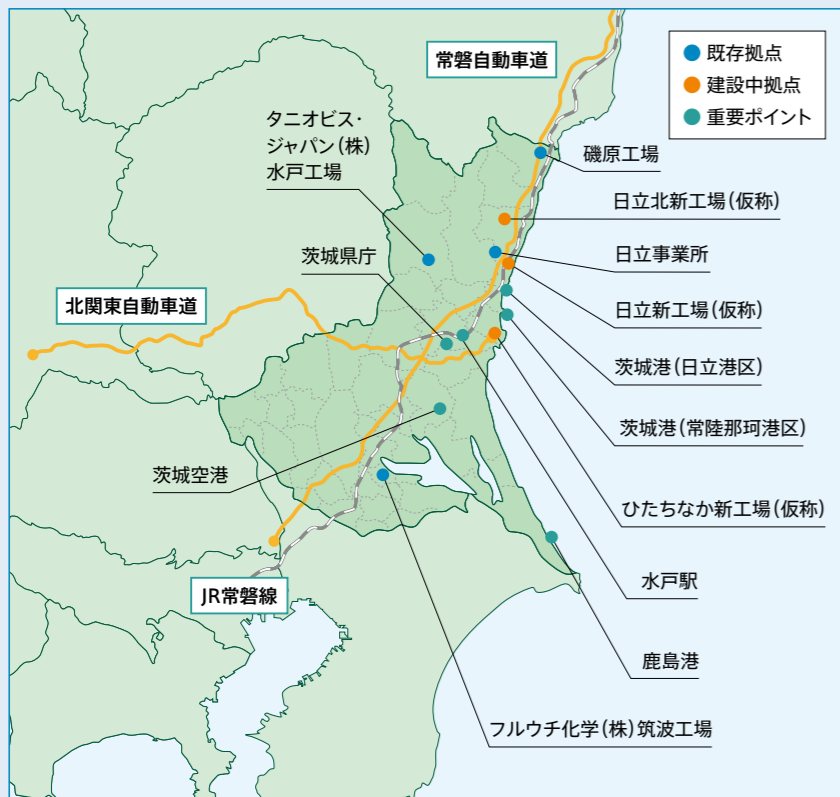 常磐自動車道
既存拠点
建設中拠点
重要ポイント
タニオビス・
ジャパン(株)
水戸工場
磯原工場
日立北新工場(仮称)
茨城県庁
日立事業所
北関東自動車道
日立新工場(仮称)
茨城港(日立港区)
茨城港(常陸那珂港区)
茨城空港
ひたちなか新工場(仮称)
水戸駅
JR常磐線
鹿島港
フルウチ化学(株)筑波工場